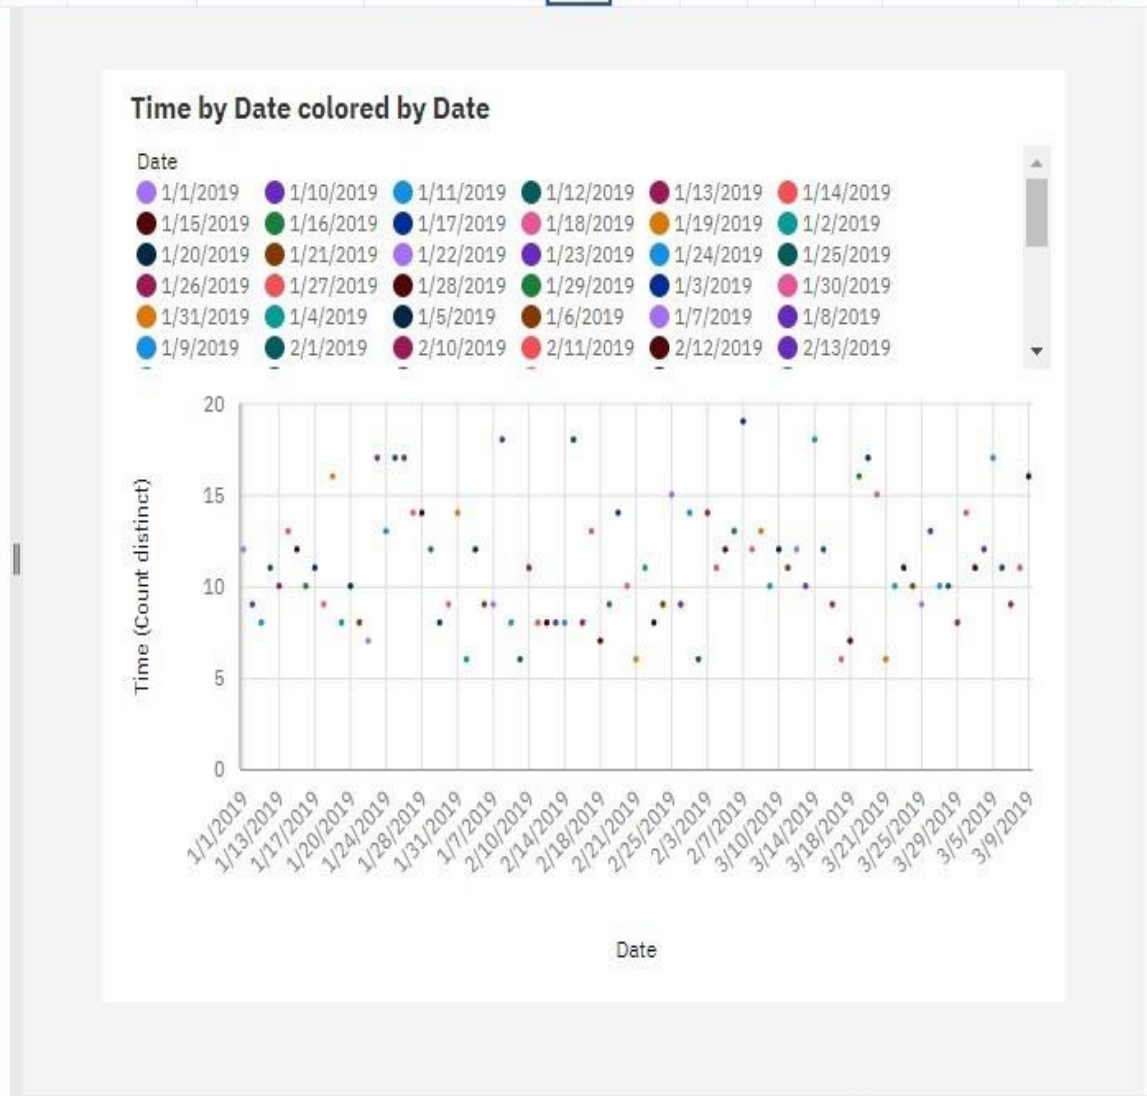 Time by Date colored by Date
Date
1/1/2019 1/10/2019 1/11/2019 1/12/2019 1/13/2019 1/14/2019
1/15/2019 1/16/2019 1/17/2019 1/18/2019 1/19/2019 1/2/2019
1/20/2019 1/21/2019 1/22/2019 1/23/2019 1/24/2019 1/25/2019
1/26/2019 1/27/2019 1/28/2019 1/29/2019 1/3/2019 1/30/2019
1/31/2019 1/4/2019 1/5/2019 1/6/2019 1/7/2019 1/8/2019
1/9/2019 2/1/2019 2/10/2019 2/11/2019 2/12/2019 2/13/2019
20
15
10
5
0
Time (Count distinct)
1/1/2019 1/13/2019 1/17/2019 1/20/2019 1/24/2019 1/28/2019 1/31/2019 1/7/2019 2/10/2019 2/14/2019 2/18/2019 2/21/2019 2/25/2019 2/3/2019 2/7/2019 3/10/2019 3/14/2019 3/18/2019 3/21/2019 3/25/2019 3/29/2019 3/5/2019 3/9/2019
Date